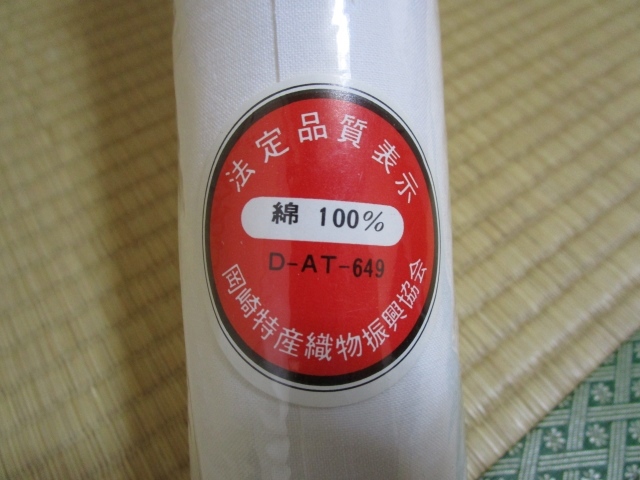 法定品質表示
綿 100%
D-AT-649
岡崎特産織物振興協会